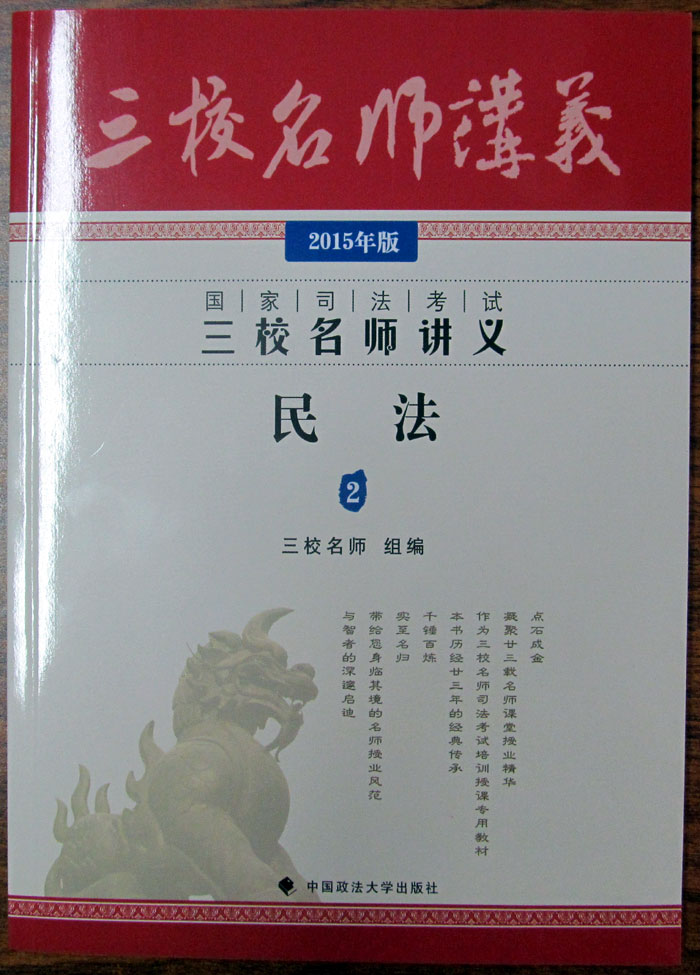 三校名师講義
2015年版
国|家|司|法|考|试
三校名师讲义
民法
2
三校名师 组编
点石成金
凝聚廿三载名师课堂授业精华
作为三校名师司法考试培训授课专用教材
本书历经廿三年的经典传承
千锤百炼
实至名归
带给您身临其境的名师授业风范
与智者的深邃启迪
中国政法大学出版社